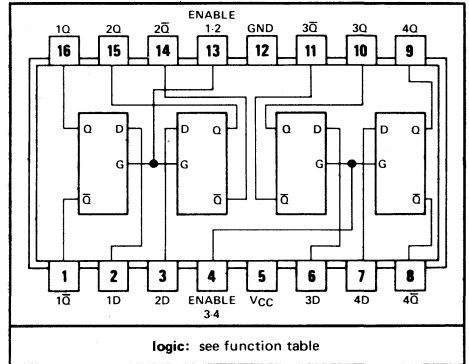 ENABLE
1Q 2Q 2Q̅ 1-2 GND 3Q̅ 3Q 4Q
16 15 14 13 12 11 10 9
Q D D Q Q D D Q
G G G G
Q̅ Q̅ Q̅ Q̅
1 2 3 4 5 6 7 8
1Q̅ 1D 2D ENABLE VCC 3D 4D 4Q̅
3-4
logic: see function table